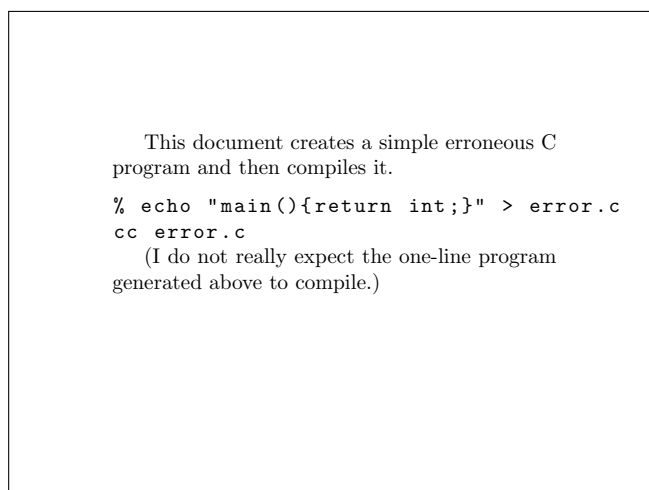 This document creates a simple erroneous C
program and then compiles it.
% echo "main(){return int;}" > error.c
cc error.c
(I do not really expect the one-line program
generated above to compile.)